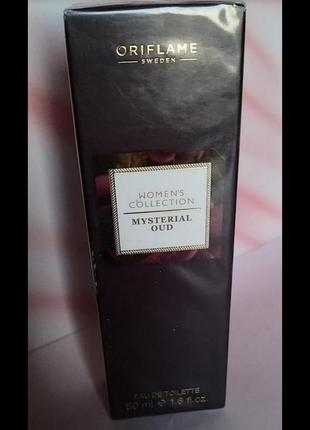 ORIFLAME
SWEDEN
WOMEN'S
COLLECTION
MYSTERIAL
OUD
EAU DE TOILETTE
50 ml e 1.6 fl.oz.